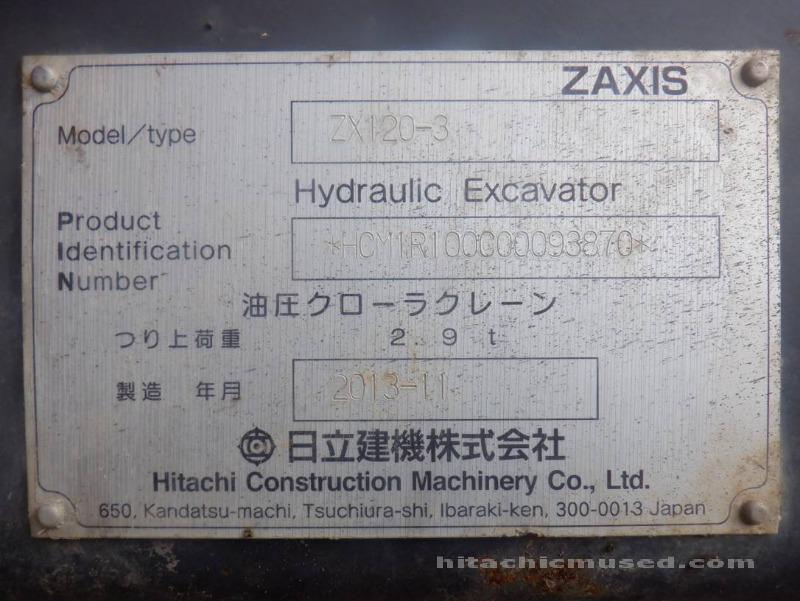 ZAXIS
Model/type ZX120-3
Hydraulic Excavator
Product
Identification *HCM1R100C00093870*
Number
油圧クローラクレーン
つり上荷重 2.9t
製造 年月 2013-11
日立建機株式会社
Hitachi Construction Machinery Co., Ltd.
650, Kandatsu-machi, Tsuchiura-shi, Ibaraki-ken, 300-0013 Japan
hitachicmused.com